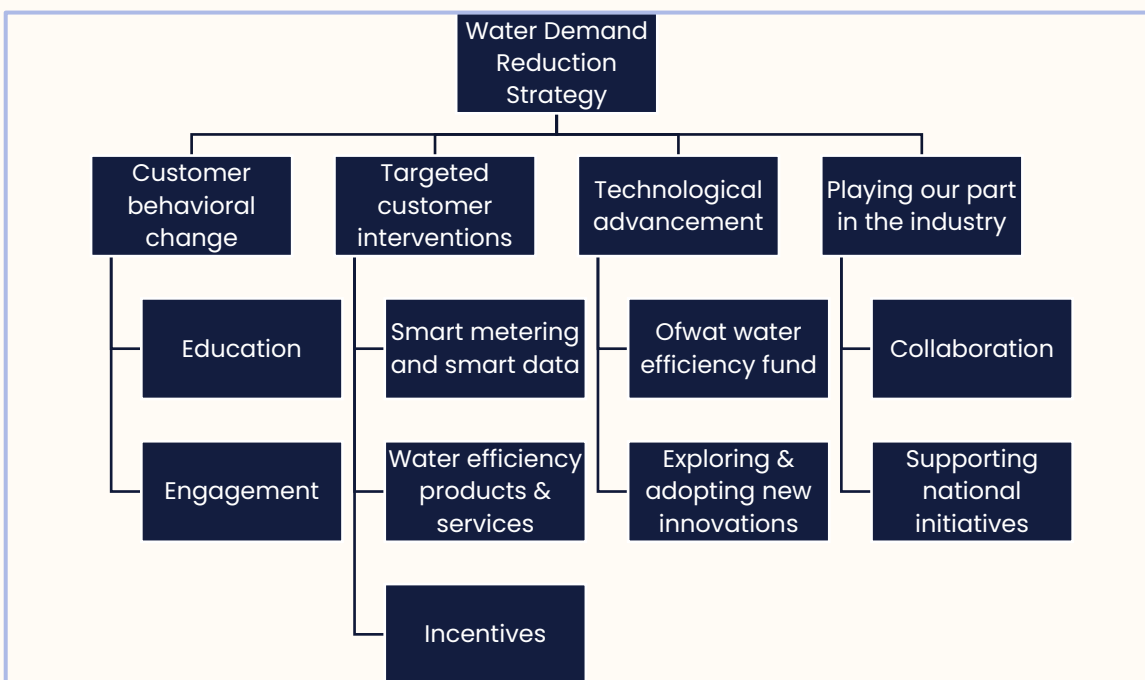 Water Demand
Reduction
Strategy
Customer
behavioral
change
Targeted
customer
interventions
Technological
advancement
Playing our part
in the industry
Education
Smart metering
and smart data
Ofwat water
efficiency fund
Collaboration
Engagement
Water efficiency
products &
services
Exploring &
adopting new
innovations
Supporting
national
initiatives
Incentives